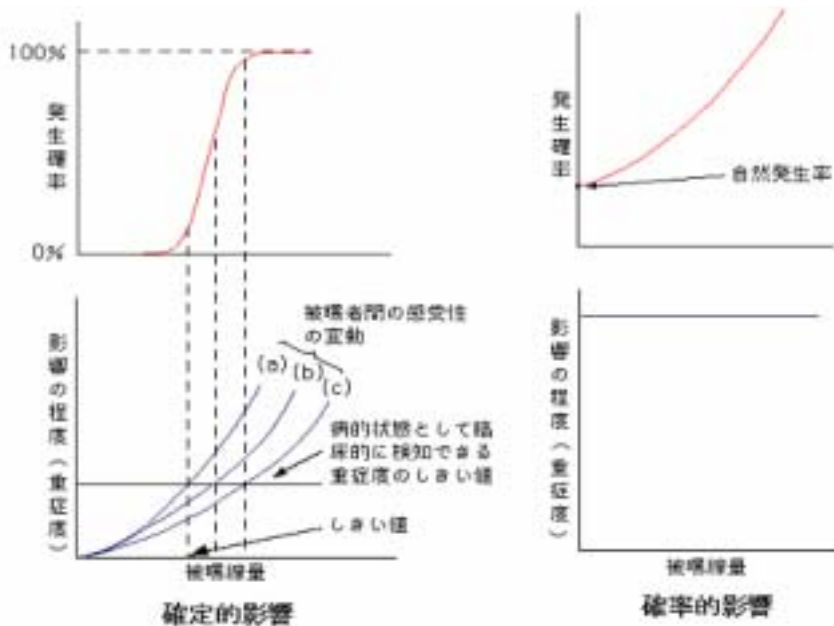 100%
発生確率
0%
被曝者間の感受性
の変動
(a)
(b)
(c)
影響の程度(重症度)
病的状態として臨
床的に検知できる
重症度のしきい値
しきい値
被曝線量
確定的影響
発生確率
自然発生率
影響の程度(重症度)
被曝線量
確率的影響